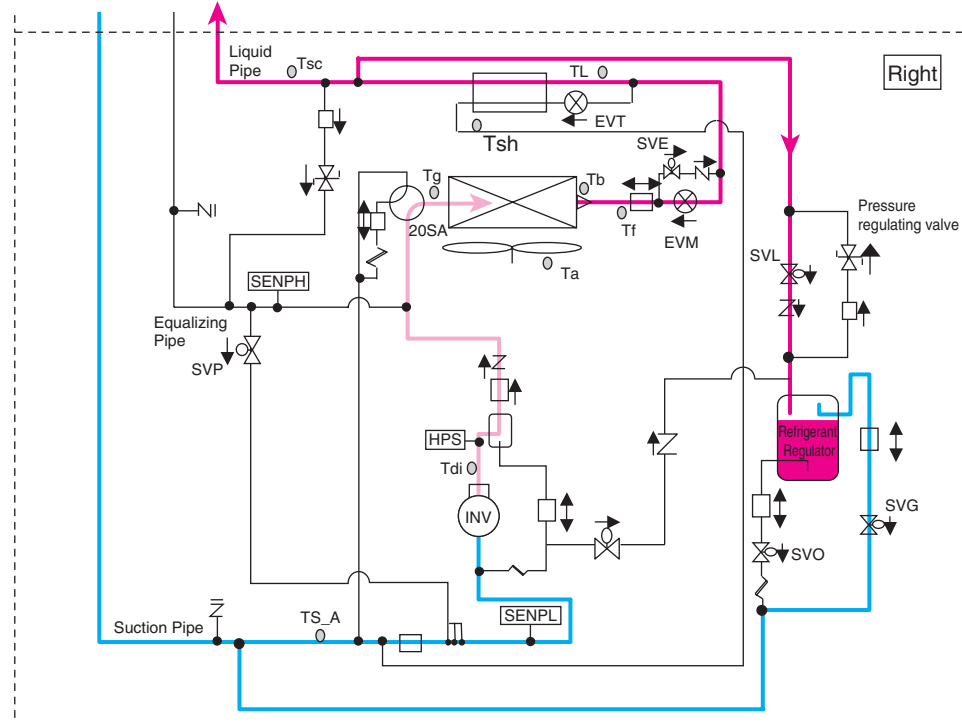 Liquid
Pipe
Tsc
TL
Right
EVT
Tsh
SVE
Tg
Tb
20SA
Tf
EVM
Pressure
regulating valve
Ta
SVL
SENPH
Equalizing
Pipe
SVP
HPS
Refrigerant
Regulator
Tdi
INV
SVG
SVO
TS_A
SENPL
Suction Pipe